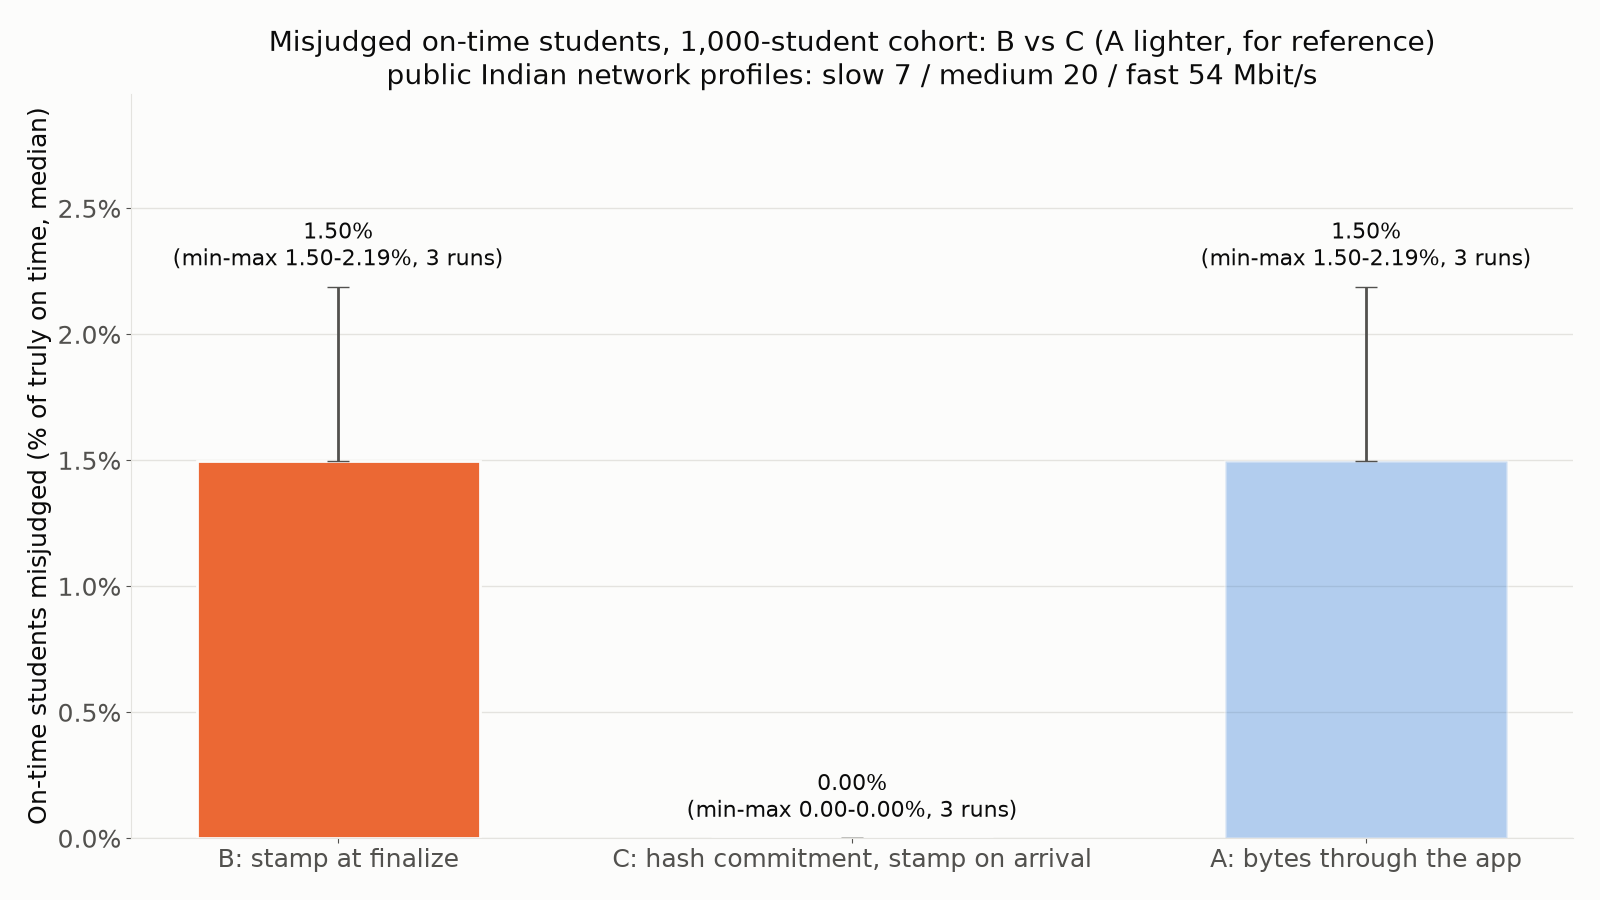 Misjudged on-time students, 1,000-student cohort: B vs C (A lighter, for reference)
public Indian network profiles: slow 7 / medium 20 / fast 54 Mbit/s
On-time students misjudged (% of truly on time, median)
2.5%
2.0%
1.5%
1.0%
0.5%
0.0%
1.50%
(min-max 1.50-2.19%, 3 runs)
0.00%
(min-max 0.00-0.00%, 3 runs)
1.50%
(min-max 1.50-2.19%, 3 runs)
B: stamp at finalize
C: hash commitment, stamp on arrival
A: bytes through the app